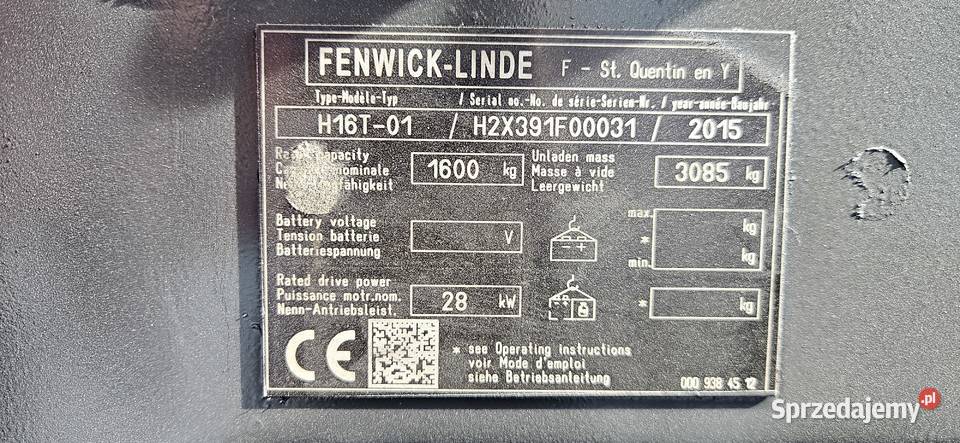 FENWICK-LINDE F - St. Quentin en Y
Type-Modèle-Typ / Serial no.-No. de série-Serien-Nr. / year-année-Baujahr
H16T-01 / H2X391F00031 / 2015
capacity 1600 kg Unladen mass 3085 kg
nominale Masse à vide
Leergewicht
Battery voltage V max. kg
Tension batterie *
Batteriespannung min. kg
Rated drive power 28 kW * kg
Puissance motr.nom.
Nenn-Antriebsleist.
CE * see Operating instructions
voir Mode d'emploi
siehe Betriebsanleitung 000 938 45 12
Sprzedajemy.pl